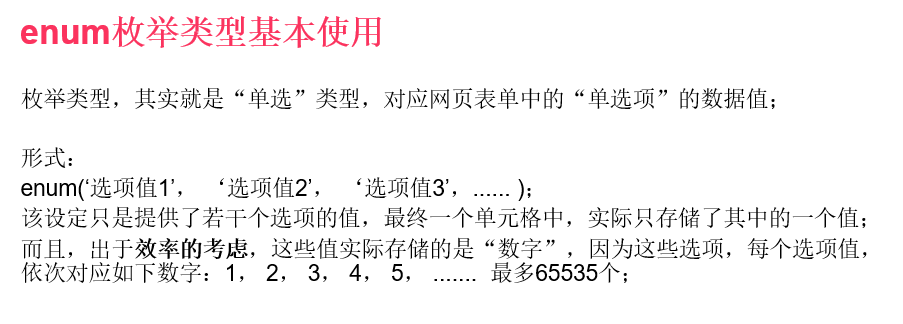 enum枚举类型基本使用
枚举类型，其实就是“单选”类型，对应网页表单中的“单选项”的数据值；
形式：
enum(‘选项值1’， ‘选项值2’， ‘选项值3’，...... )；
该设定只是提供了若干个选项的值，最终一个单元格中，实际只存储了其中的一个值；
而且，出于效率的考虑，这些值实际存储的是“数字”，因为这些选项，每个选项值，
依次对应如下数字：1， 2， 3， 4， 5， ....... 最多65535个；